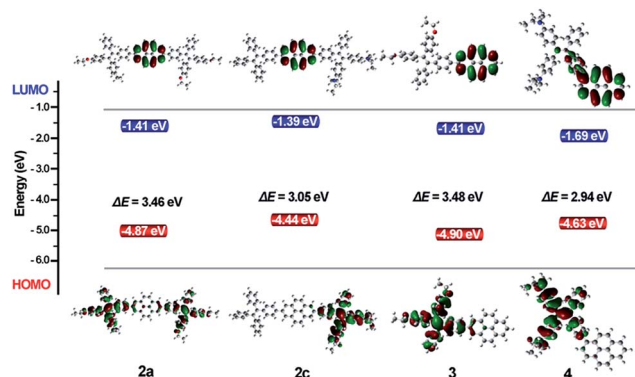 LUMO
-1.0
-2.0
-3.0
-4.0
-5.0
-6.0
Energy (eV)
HOMO
-1.41 eV
-1.39 eV
-1.41 eV
-1.69 eV
ΔE = 3.46 eV
ΔE = 3.05 eV
ΔE = 3.48 eV
ΔE = 2.94 eV
-4.87 eV
-4.44 eV
-4.90 eV
-4.63 eV
2a
2c
3
4